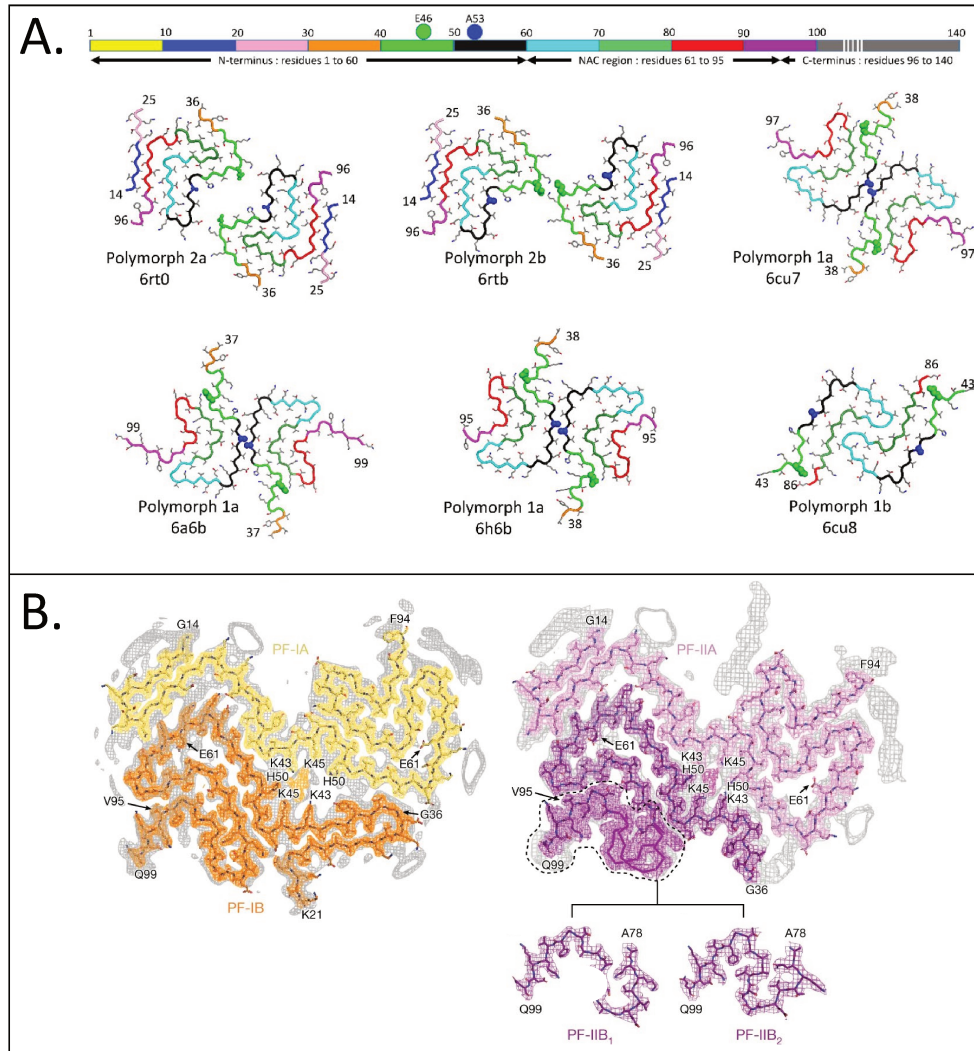 A.
E46 A53
1 10 20 30 40 50 60 70 80 90 100 140
N-terminus : residues 1 to 60 NAC region : residues 61 to 95 C-terminus : residues 96 to 140
25 36 14 96 96 14 36 25
Polymorph 2a
6rt0
25 36 14 96 96 14 36 25
Polymorph 2b
6rtb
38 97 97 38
Polymorph 1a
6cu7
37 99 99 37
Polymorph 1a
6a6b
38 95 95 38
Polymorph 1a
6h6b
86 43 43 86
Polymorph 1b
6cu8
B.
G14 F94
PF-IA
E61 E61
K43 K45
H50 H50
K45 K43
V95 G36
Q99
K21
PF-IB
G14
PF-IIA F94
E61
K43 K45
H50
K45 H50
K43 E61
V95
Q99
G36
A78 A78
Q99 Q99
PF-IIB₁ PF-IIB₂